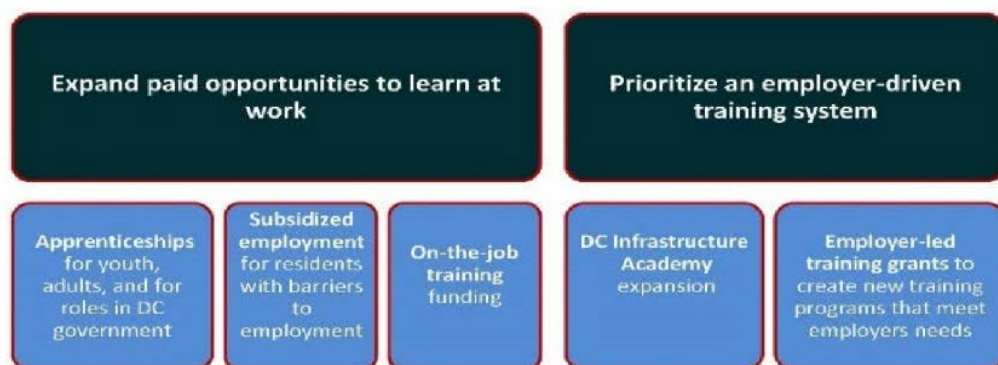 Expand paid opportunities to learn at
work
Prioritize an employer-driven
training system
Apprenticeships
for youth,
adults, and for
roles in DC
government
Subsidized
employment
for residents
with barriers
to
employment
On-the-job
training
funding
DC Infrastructure
Academy
expansion
Employer-led
training grants to
create new training
programs that meet
employers needs